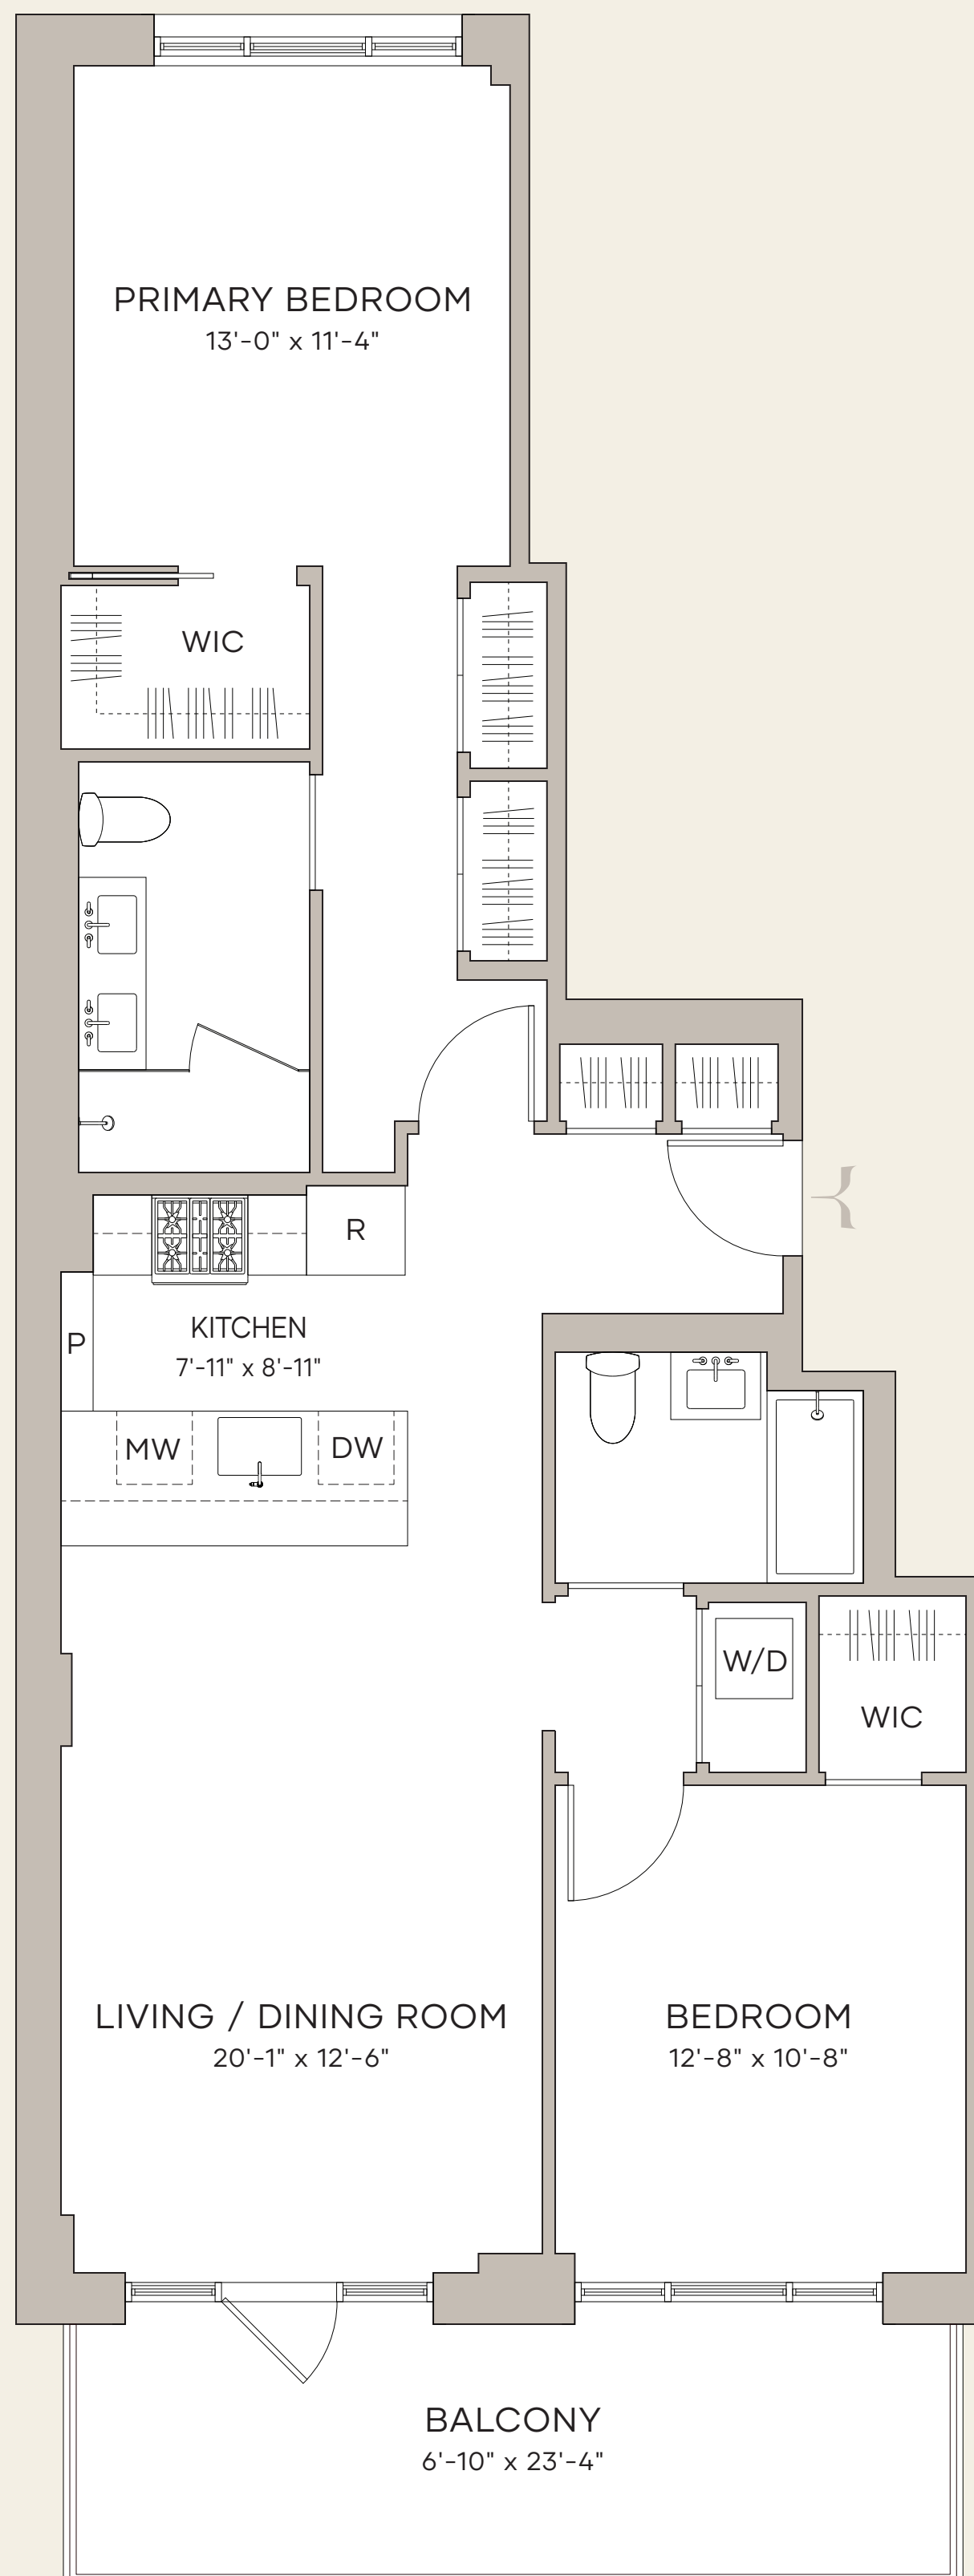 PRIMARY BEDROOM
13'-0" x 11'-4"
WIC
R
KITCHEN
7'-11" x 8'-11"
P
MW
DW
W/D
WIC
LIVING / DINING ROOM
20'-1" x 12'-6"
BEDROOM
12'-8" x 10'-8"
BALCONY
6'-10" x 23'-4"